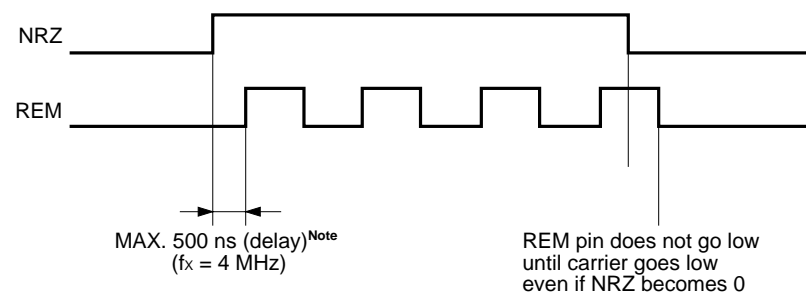 NRZ
REM
MAX. 500 ns (delay)Note
(fx = 4 MHz)
REM pin does not go low
until carrier goes low
even if NRZ becomes 0